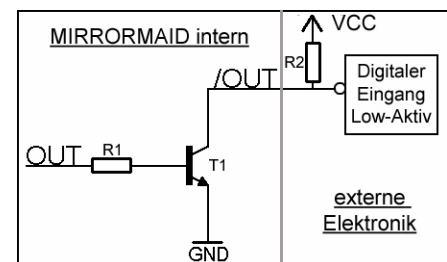 MIRRORMAID intern
VCC
R2
/OUT
Digitaler
Eingang
Low-Aktiv
OUT
R1
T1
GND
externe
Elektronik